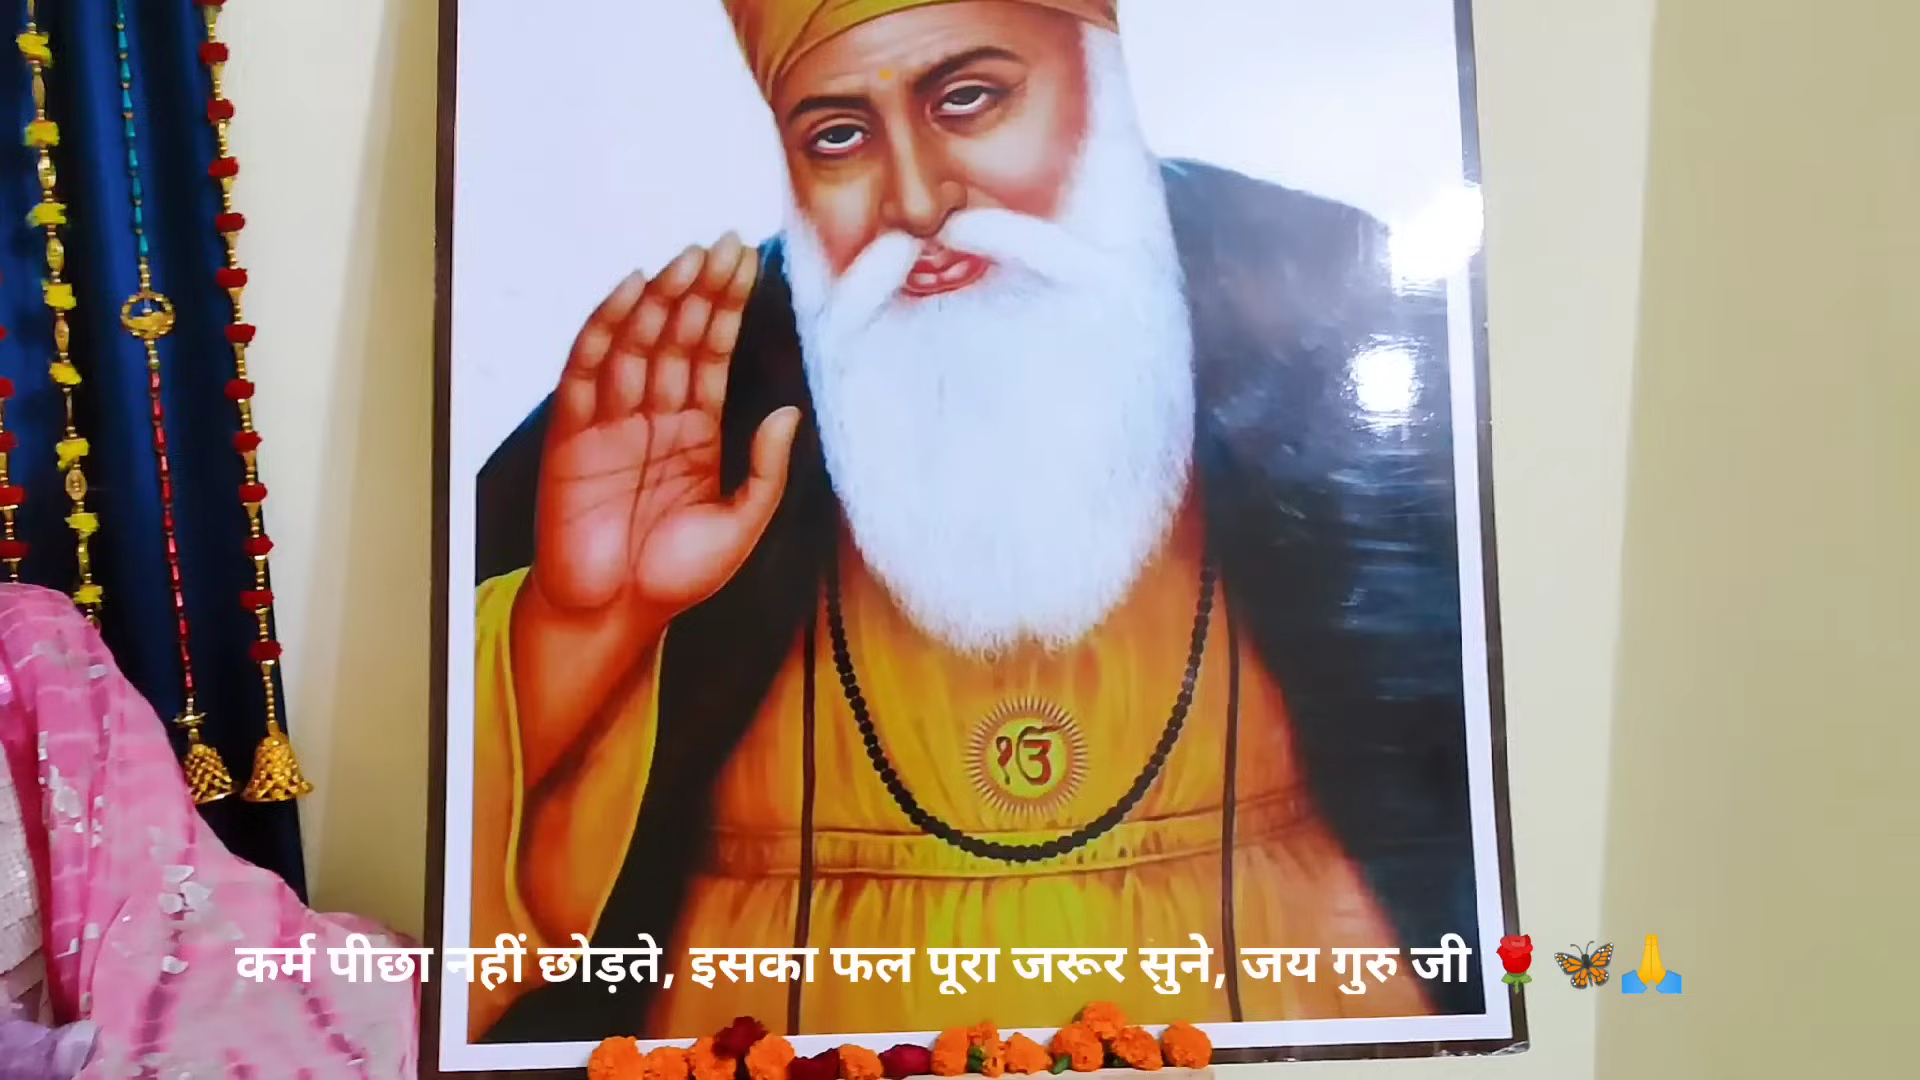 ੴ
कर्म पीछा नहीं छोड़ते, इसका फल पूरा जरूर सुने, जय गुरु जी 🌹🦋🙏